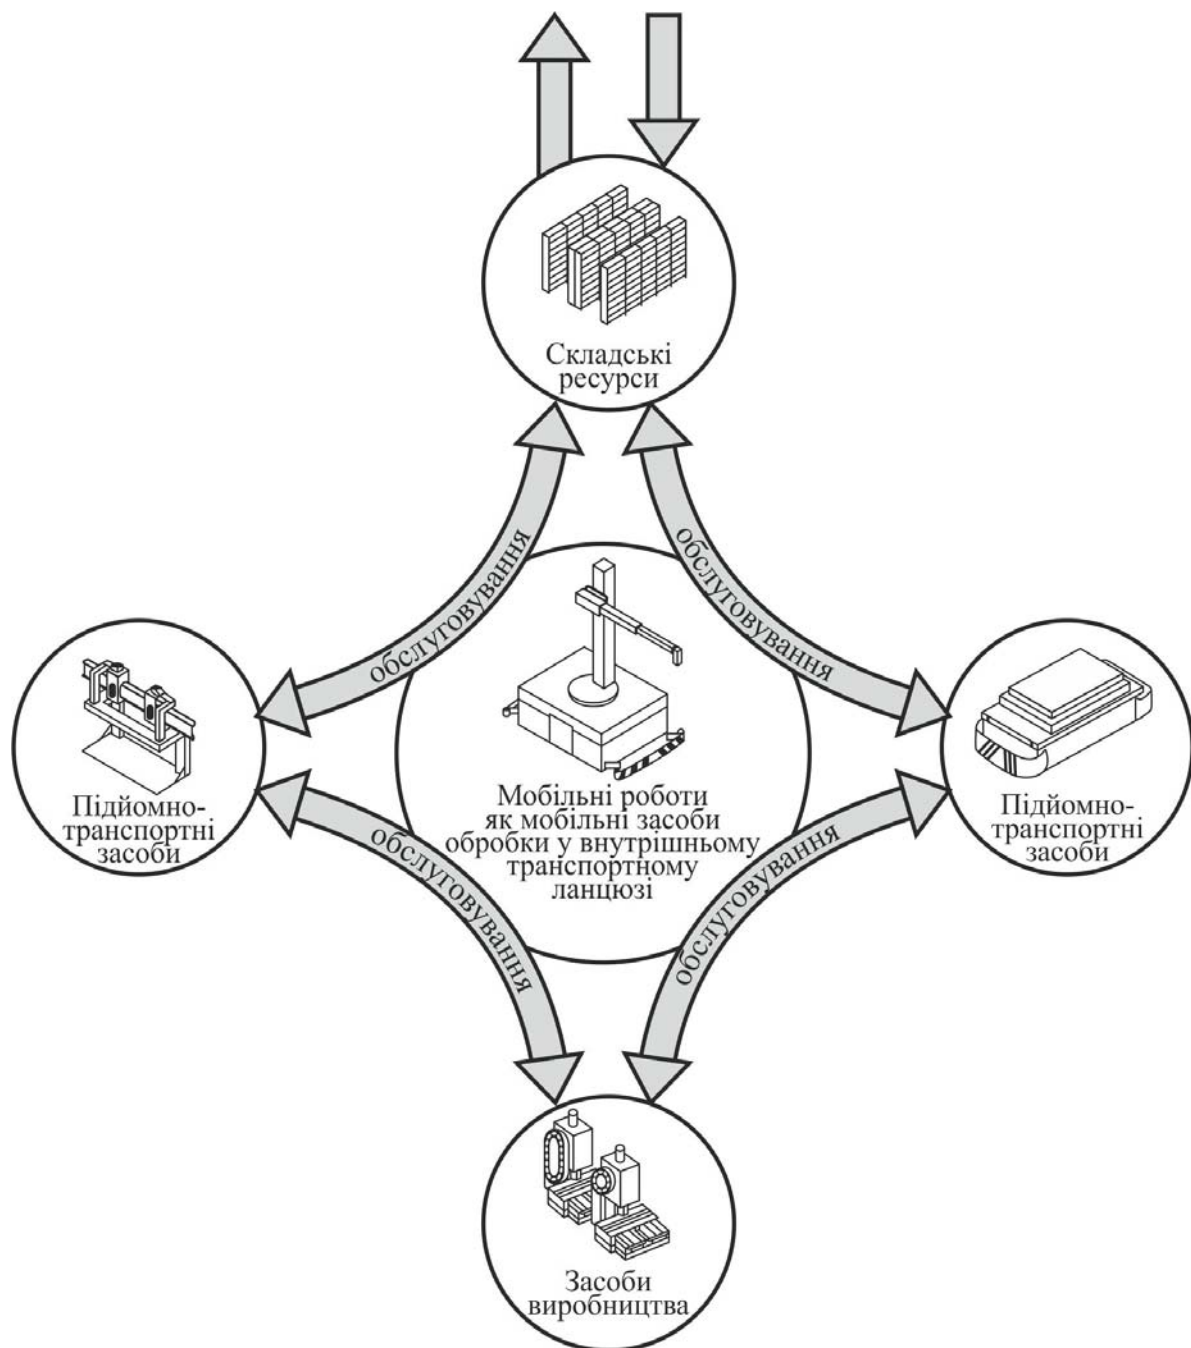 Складські
ресурси
обслуговування
обслуговування
Підйомно-
транспортні
засоби
Мобільні роботи
як мобільні засоби
обробки у внутрішньому
транспортному
ланцюзі
Підйомно-
транспортні
засоби
обслуговування
обслуговування
Засоби
виробництва